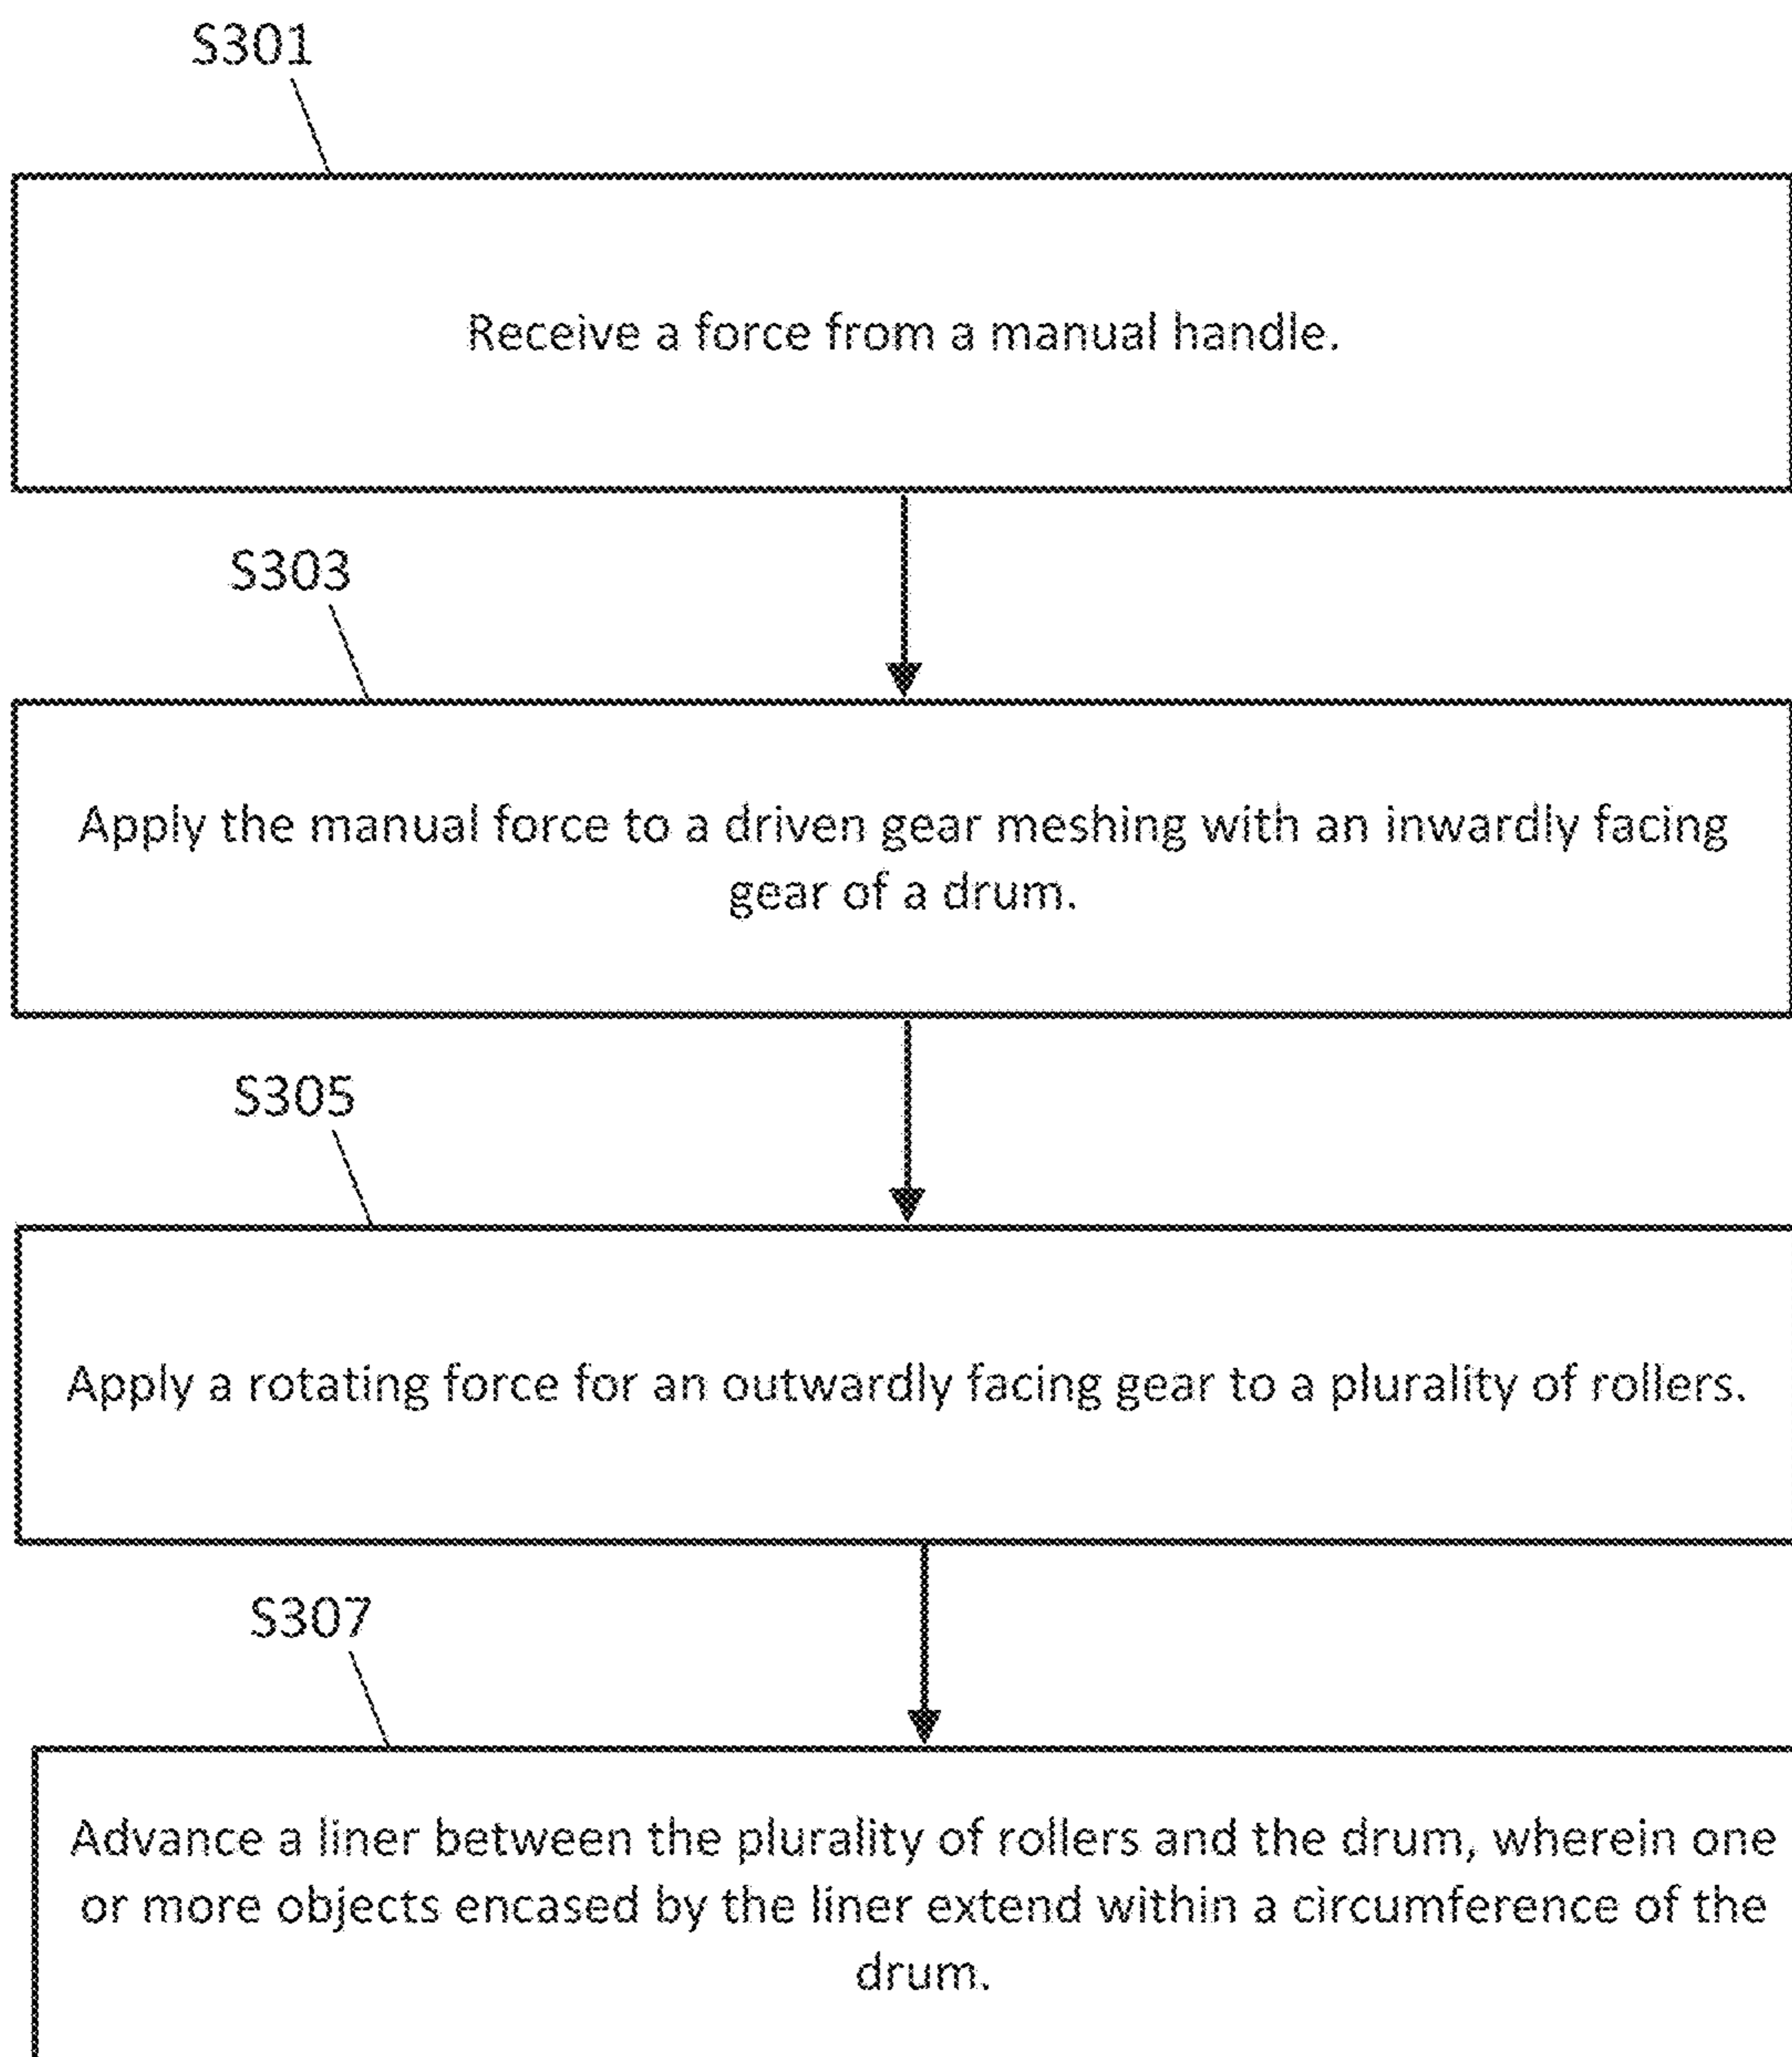 S301
Receive a force from a manual handle.
S303
Apply the manual force to a driven gear meshing with an inwardly facing
gear of a drum.
S305
Apply a rotating force for an outwardly facing gear to a plurality of rollers.
S307
Advance a liner between the plurality of rollers and the drum, wherein one
or more objects encased by the liner extend within a circumference of the
drum.